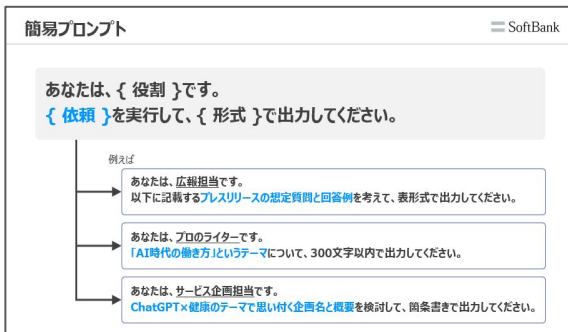 簡易プロンプト
SoftBank
あなたは、{ 役割 }です。
{ 依頼 }を実行して、{ 形式 }で出力してください。
例えば
あなたは、広報担当です。
以下に記載するプレスリリースの想定質問と回答例を考えて、表形式で出力してください。
あなたは、プロのライターです。
「AI時代の働き方」というテーマについて、300文字以内で出力してください。
あなたは、サービス企画担当です。
ChatGPT×健康のテーマで思い付く企画名と概要を検討して、箇条書きで出力してください。